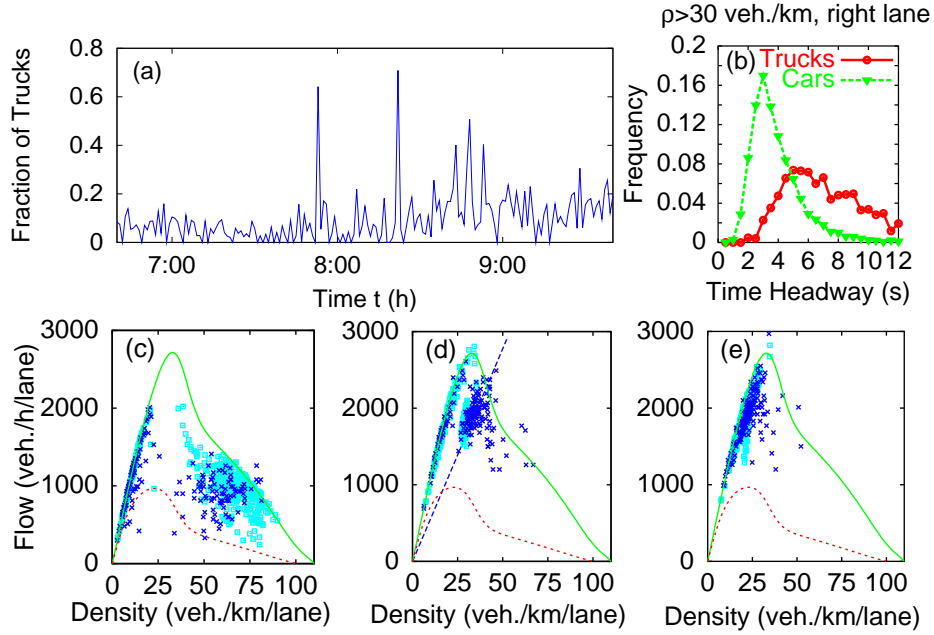 ρ>30 veh./km, right lane
(a)
Fraction of Trucks
0.8
0.6
0.4
0.2
0
7:00 8:00 9:00
Time t (h)
(b)
Trucks
Cars
Frequency
0.2
0.16
0.12
0.08
0.04
0
0 2 4 6 8 10 12
Time Headway (s)
(c)
Flow (veh./h/lane)
3000
2000
1000
0
0 25 50 75 100
Density (veh./km/lane)
(d)
3000
2000
1000
0
0 25 50 75 100
Density (veh./km/lane)
(e)
3000
2000
1000
0
0 25 50 75 100
Density (veh./km/lane)